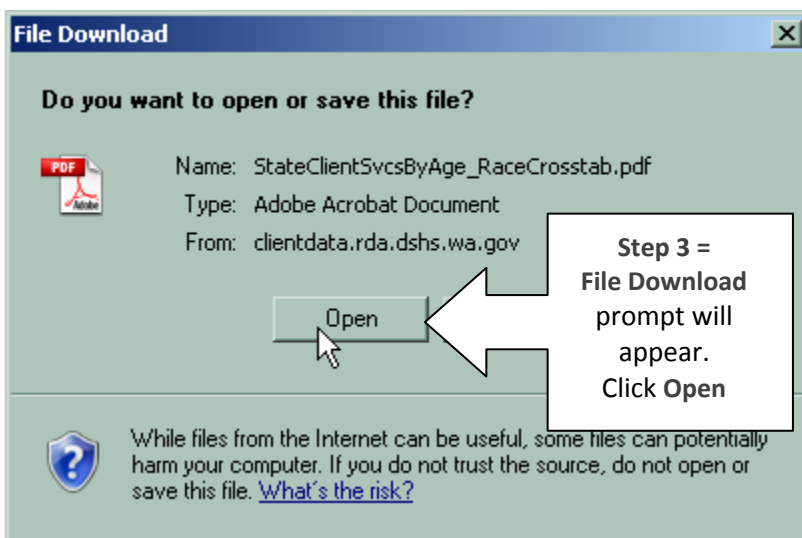 File Download
Do you want to open or save this file?
PDF
Adobe
Name: StateClientSvcsByAge_RaceCrosstab.pdf
Type: Adobe Acrobat Document
From: clientdata.rda.dshs.wa.gov
Open
Step 3 =
File Download
prompt will
appear.
Click Open
While files from the Internet can be useful, some files can potentially
harm your computer. If you do not trust the source, do not open or
save this file. What's the risk?